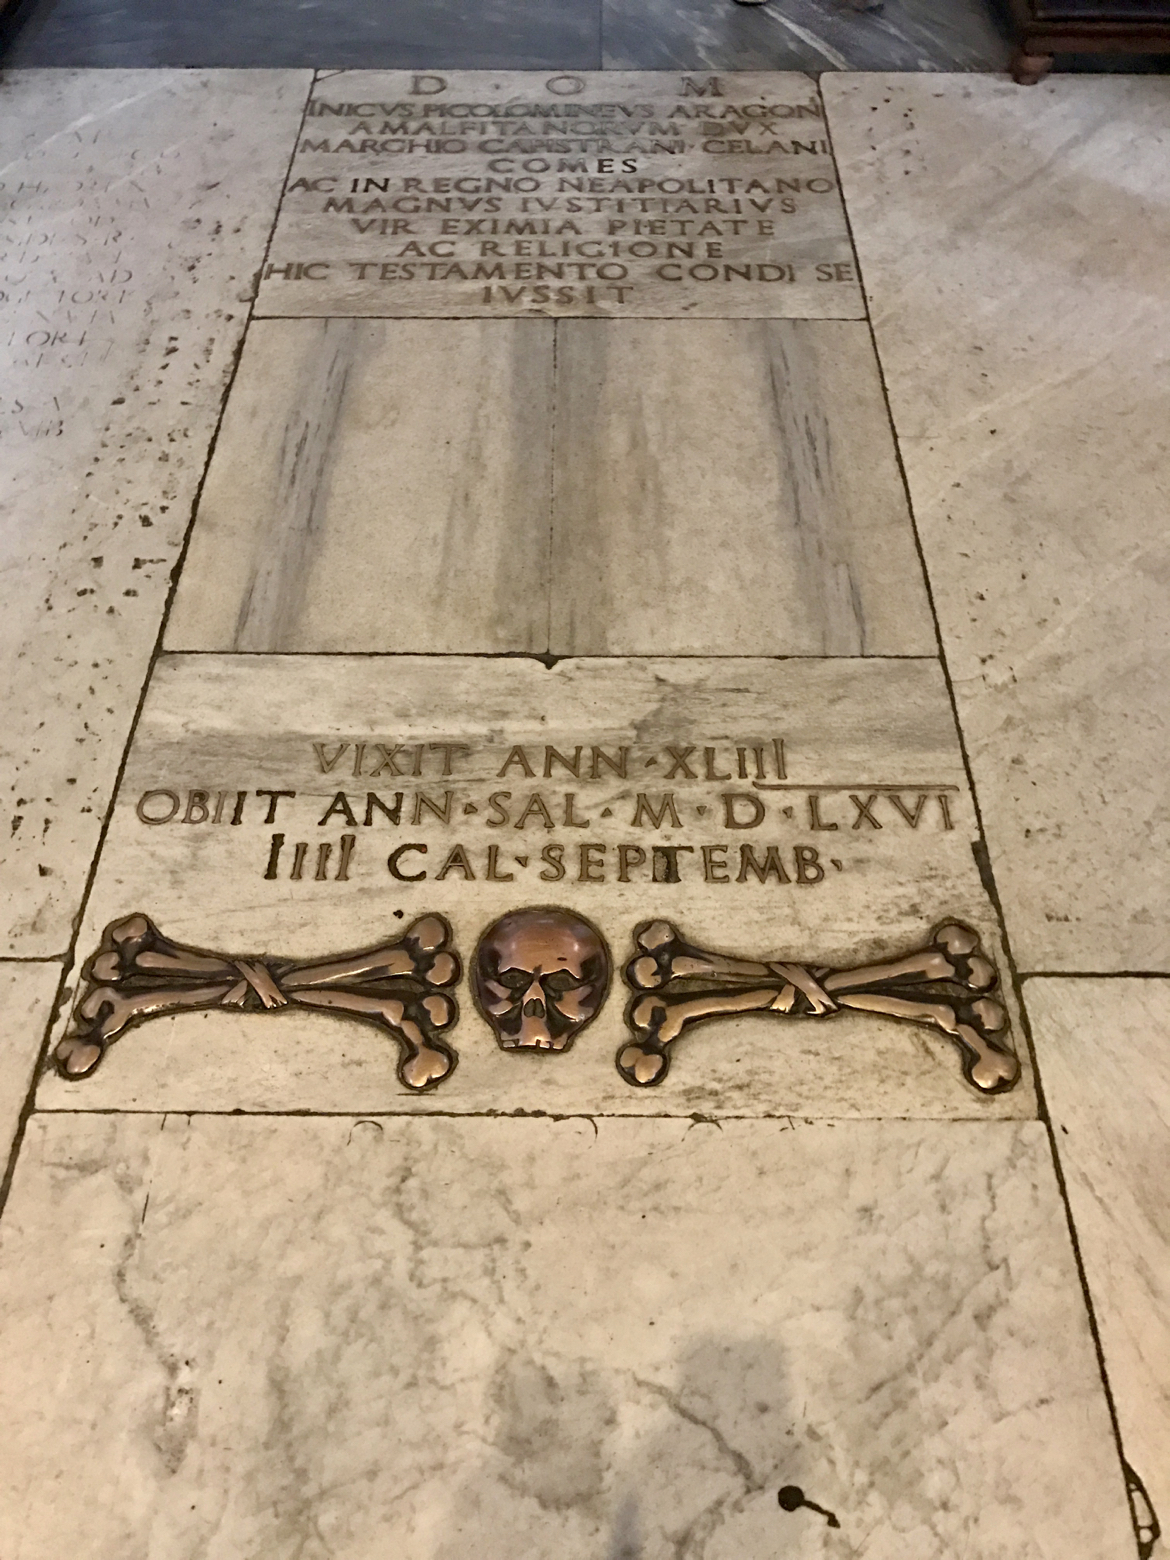 D · O · M
INICVS PICOLOMINEVS ARAGON
AMALFITANORVM DVX
MARCHIO CAPISTRANI · CELANI
COMES
AC IN REGNO NEAPOLITANO
MAGNVS IVSTITIARIVS
VIR EXIMIA PIETATE
AC RELIGIONE
HIC TESTAMENTO CONDI SE
IVSSIT
VIXIT ANN · XLIIII
OBIIT ANN · SAL · M · D · LXVI
IIII CAL · SEPTEMB ·